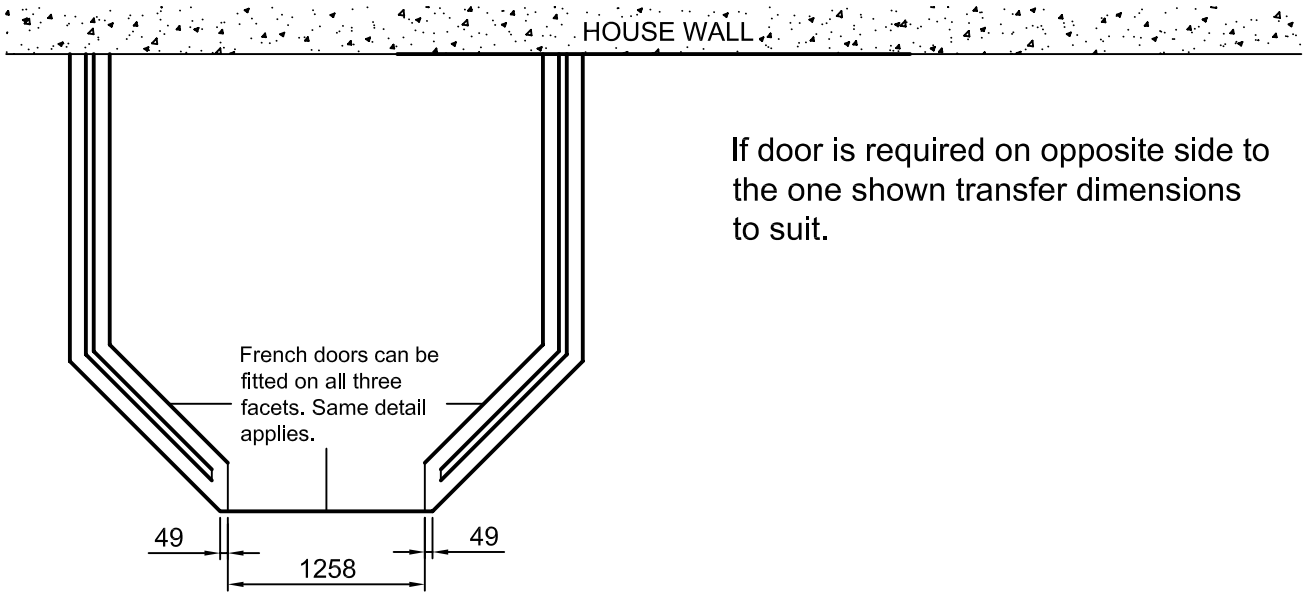 HOUSE WALL
If door is required on opposite side to
the one shown transfer dimensions
to suit.
French doors can be
fitted on all three
facets. Same detail
applies.
49
49
1258